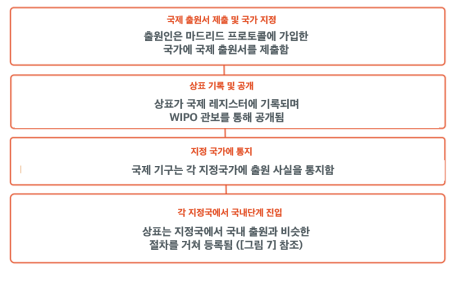 국제 출원서 제출 및 국가 지정
출원인은 마드리드 프로토콜에 가입한
국가에 국제 출원서를 제출함
상표 기록 및 공개
상표가 국제 레지스터에 기록되며
WIPO 관보를 통해 공개됨
지정 국가에 통지
국제 기구는 각 지정국가에 출원 사실을 통지함
각 지정국에서 국내단계 진입
상표는 지정국에서 국내 출원과 비슷한
절차를 거쳐 등록됨 ([그림 7] 참조)